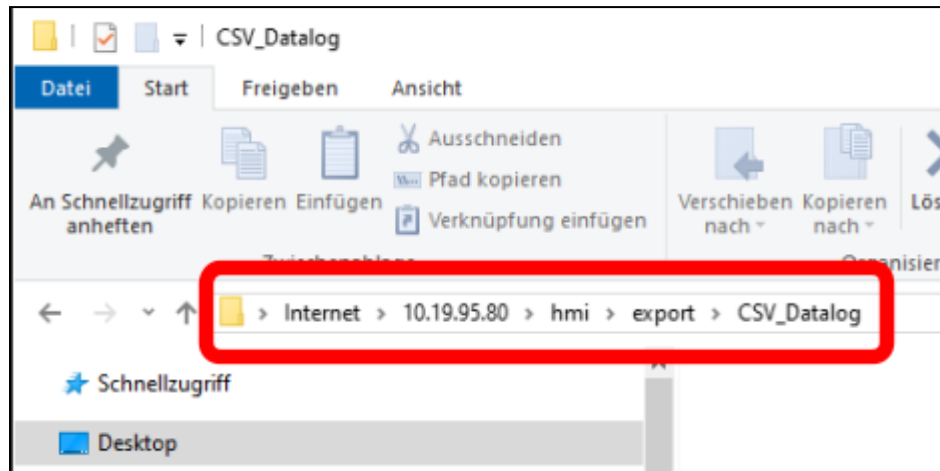 CSV_Datalog
Datei Start Freigeben Ansicht
An Schnellzugriff anheften
Kopieren
Einfügen
Ausschneiden
Pfad kopieren
Verknüpfung einfügen
Verschieben nach
Kopieren nach
Internet > 10.19.95.80 > hmi > export > CSV_Datalog
Schnellzugriff
Desktop